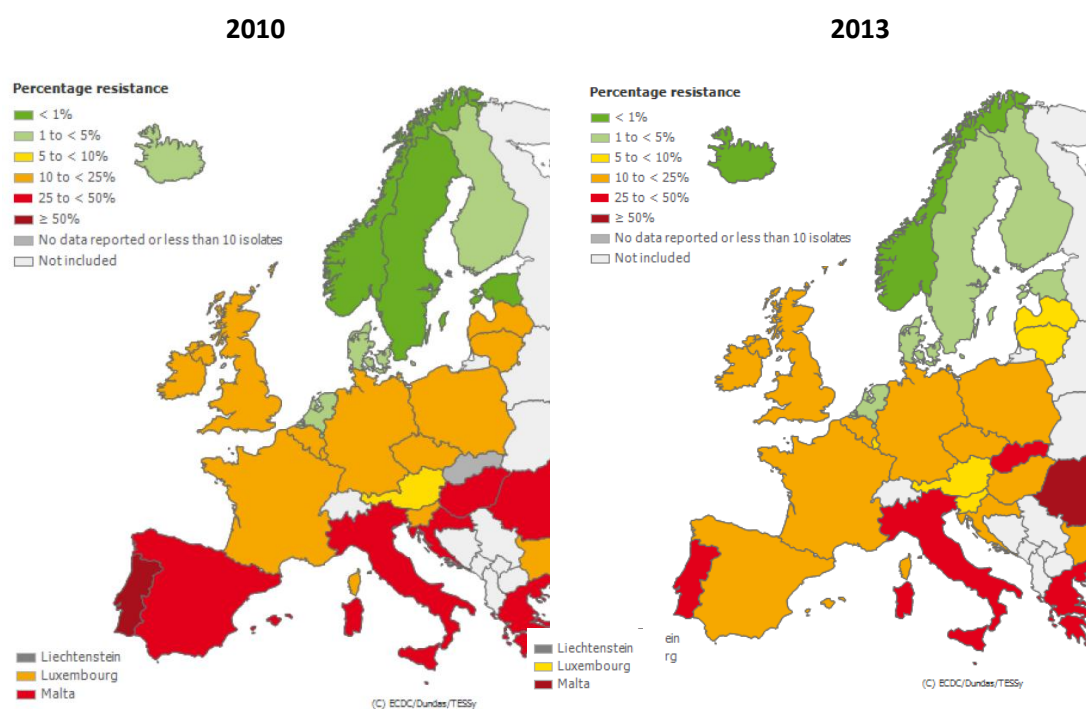 2010
2013
Percentage resistance
< 1%
1 to < 5%
5 to < 10%
10 to < 25%
25 to < 50%
≥ 50%
No data reported or less than 10 isolates
Not included
Liechtenstein
Luxembourg
Malta
(C) ECDC/Dundas/TESSy
Percentage resistance
< 1%
1 to < 5%
5 to < 10%
10 to < 25%
25 to < 50%
≥ 50%
No data reported or less than 10 isolates
Not included
Liechtenstein
Luxembourg
Malta
ein
rg
(C) ECDC/Dundas/TESSy